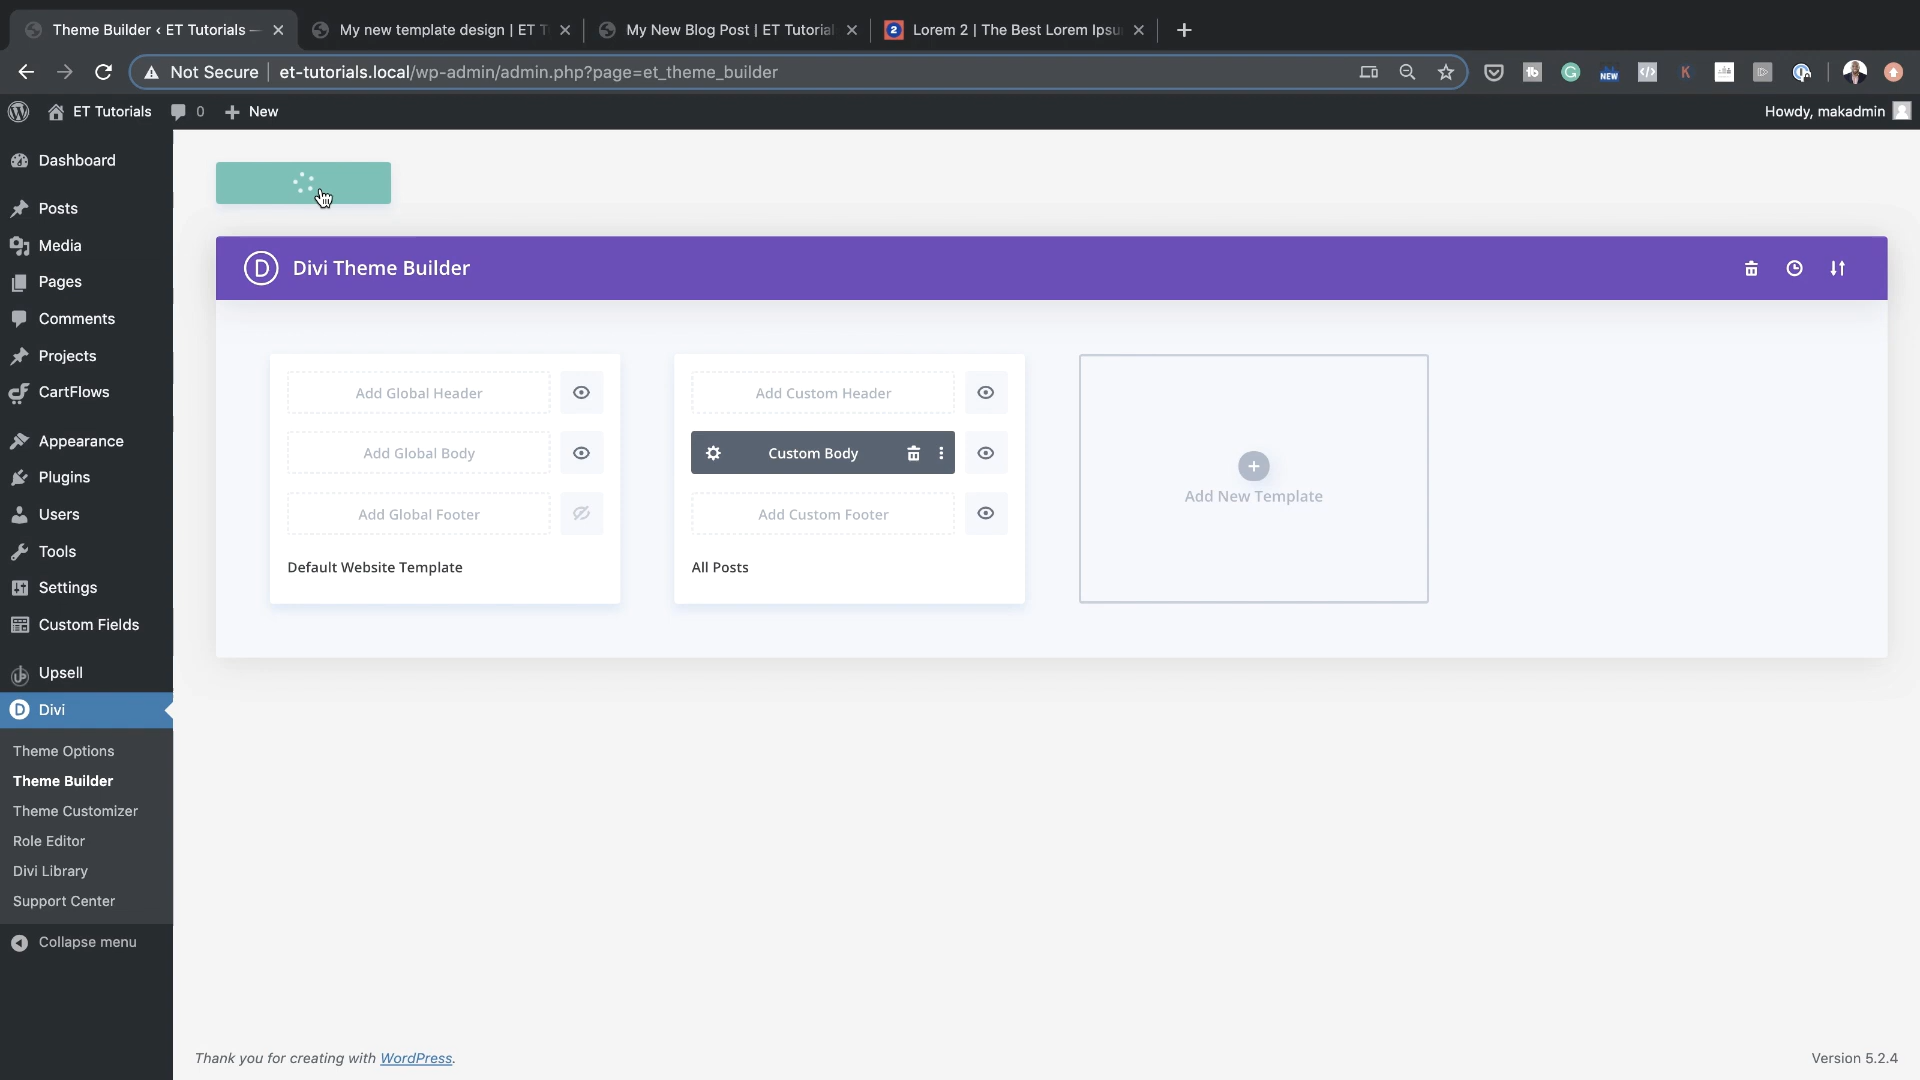 Theme Builder ‹ ET Tutorials —
My new template design | ET T
My New Blog Post | ET Tutorial
Lorem 2 | The Best Lorem Ipsu
Not Secure
et-tutorials.local/wp-admin/admin.php?page=et_theme_builder
NEW
ET Tutorials
0
New
Howdy, makadmin
Dashboard
Posts
Media
Pages
Comments
Projects
CartFlows
Appearance
Plugins
Users
Tools
Settings
Custom Fields
Upsell
Divi
Theme Options
Theme Builder
Theme Customizer
Role Editor
Divi Library
Support Center
Collapse menu
Divi Theme Builder
Add Global Header
Add Global Body
Add Global Footer
Default Website Template
Add Custom Header
Custom Body
Add Custom Footer
All Posts
Add New Template
Thank you for creating with WordPress.
Version 5.2.4